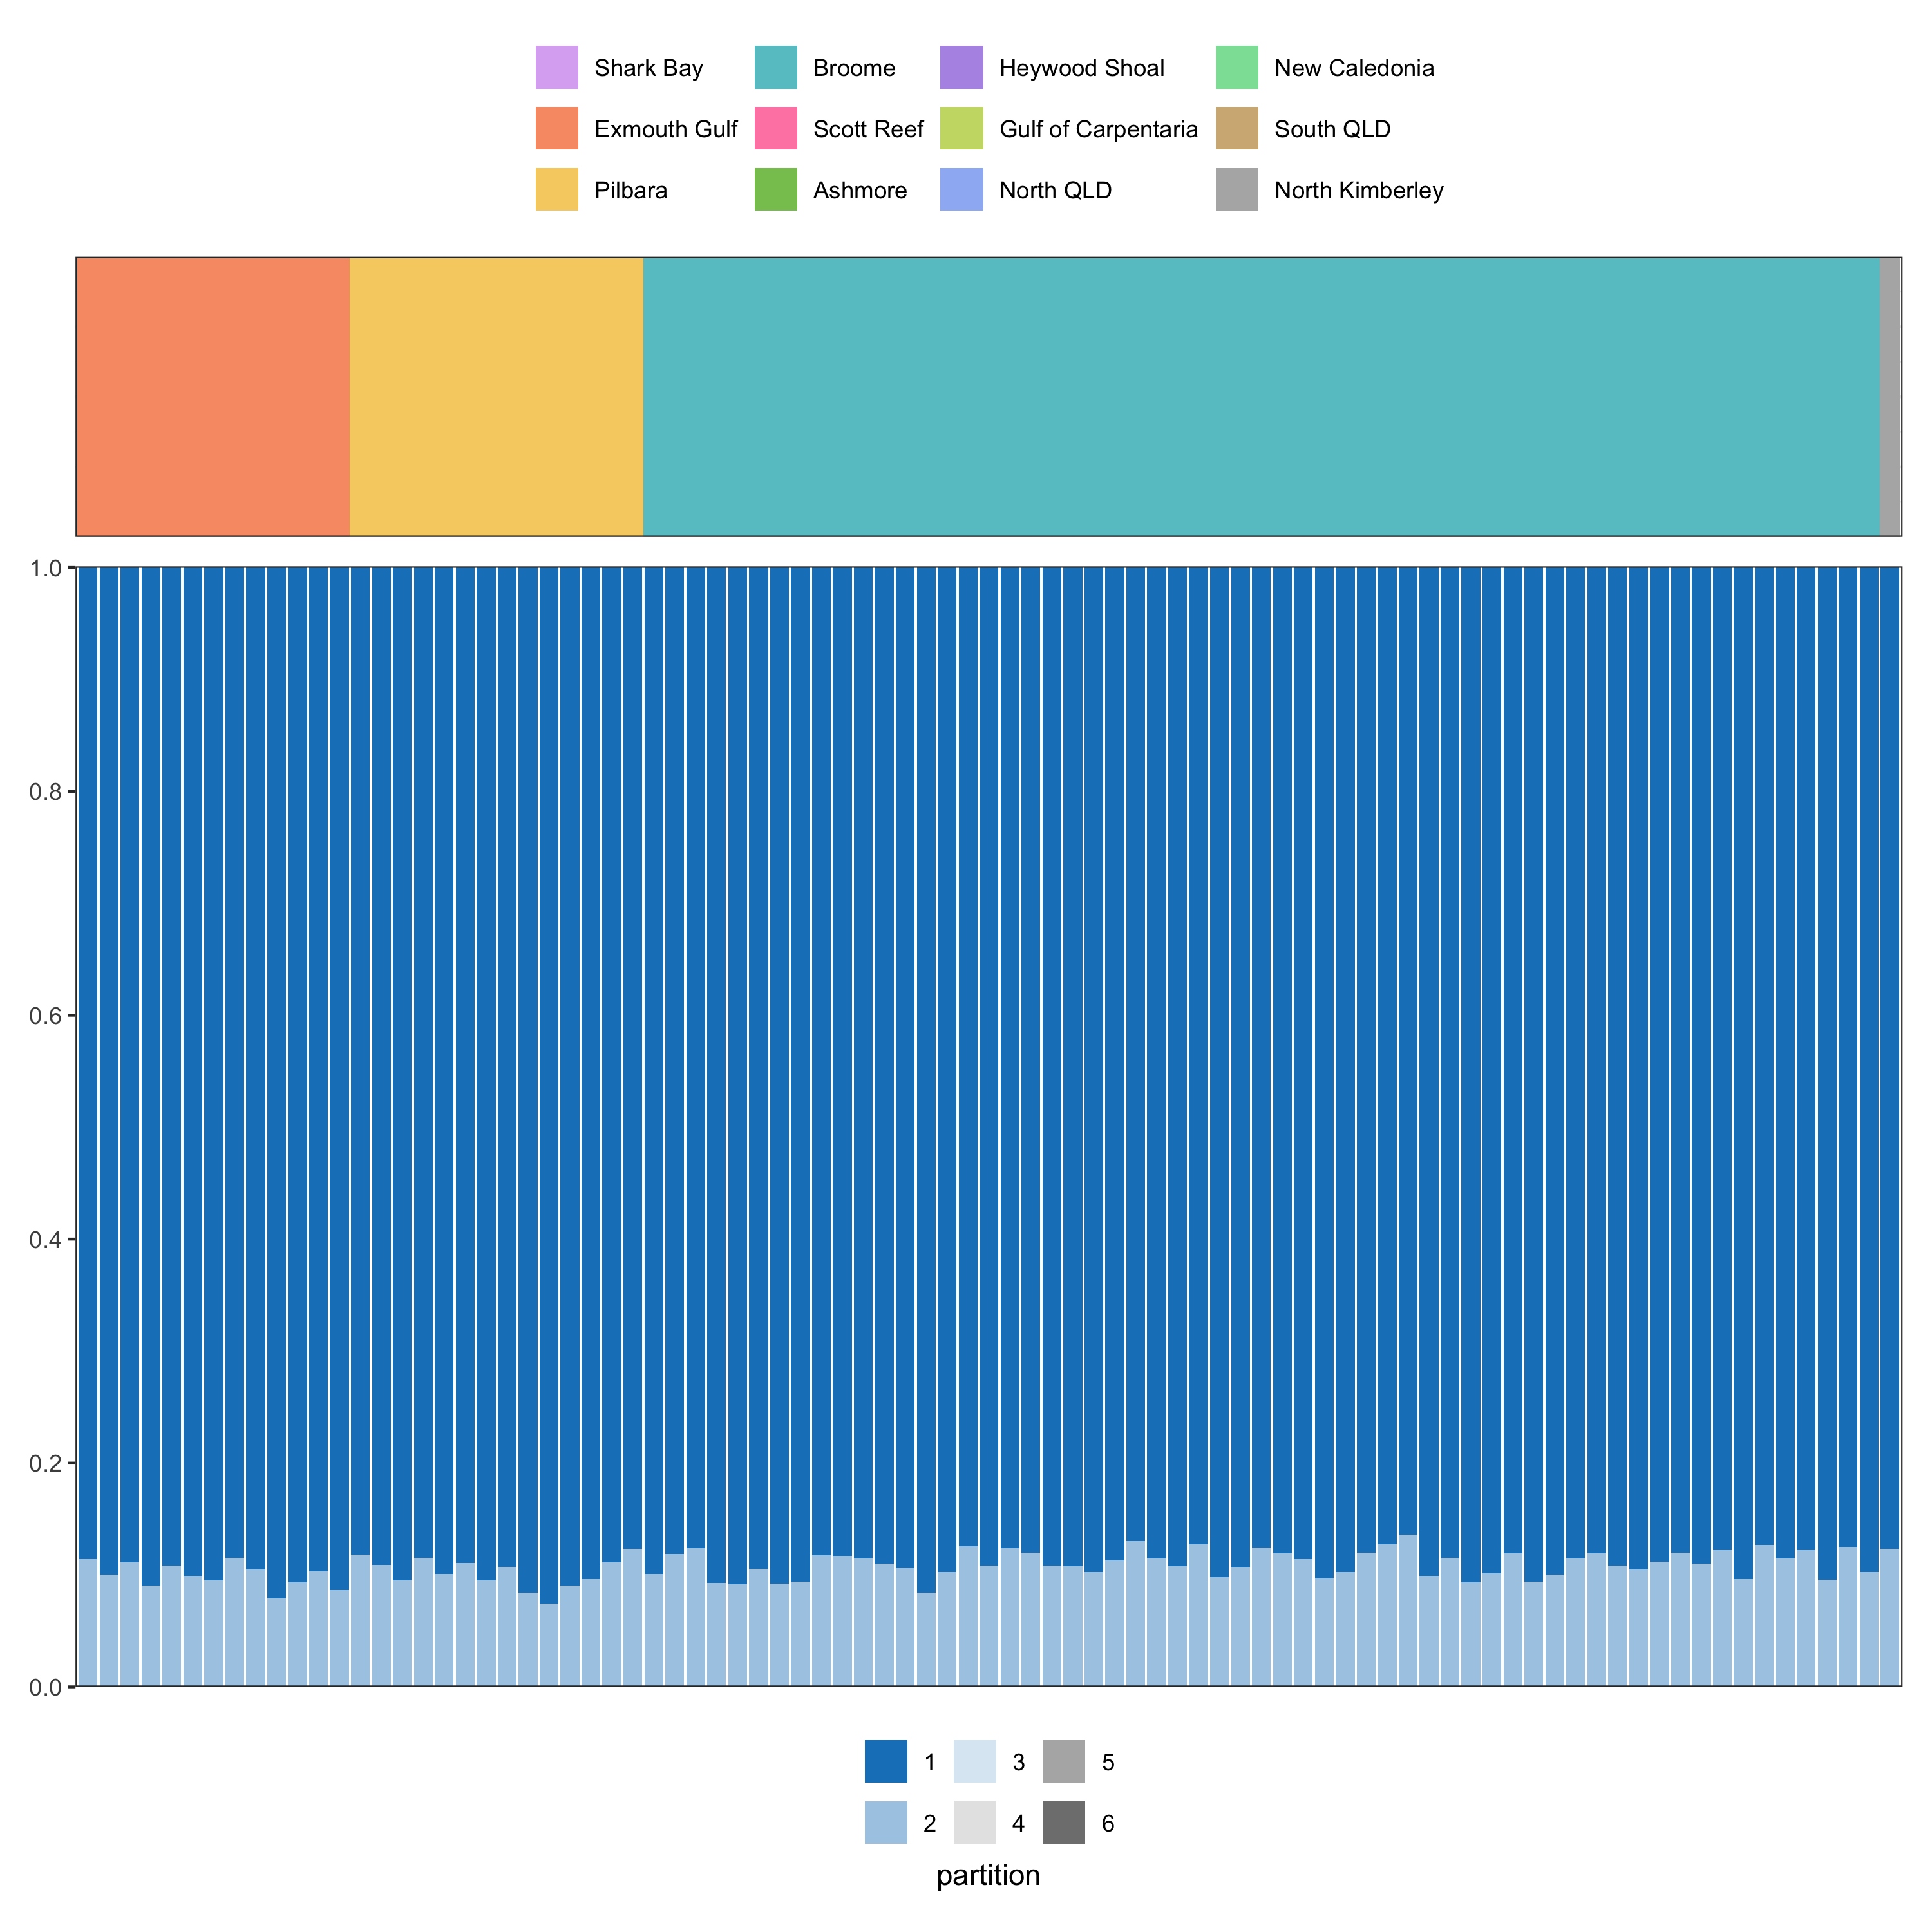 Shark Bay Broome Heywood Shoal New Caledonia
Exmouth Gulf Scott Reef Gulf of Carpentaria South QLD
Pilbara Ashmore North QLD North Kimberley
1.0
0.8
0.6
0.4
0.2
0.0
1 3 5
2 4 6
partition